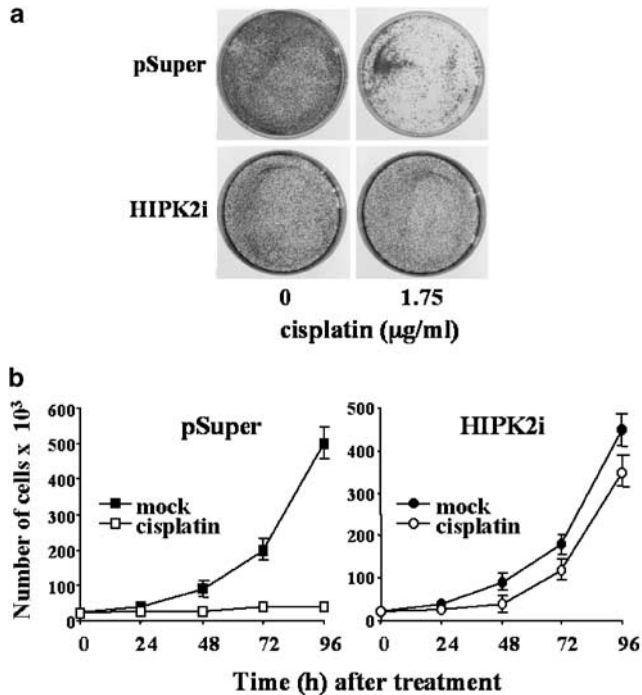 a
pSuper
HIPK2i
0 1.75
cisplatin (µg/ml)
b
Number of cells x 10³
600
500
400
300
200
100
0
pSuper
mock
cisplatin
0 24 48 72 96
500
400
300
200
100
0
HIPK2i
mock
cisplatin
0 24 48 72 96
Time (h) after treatment